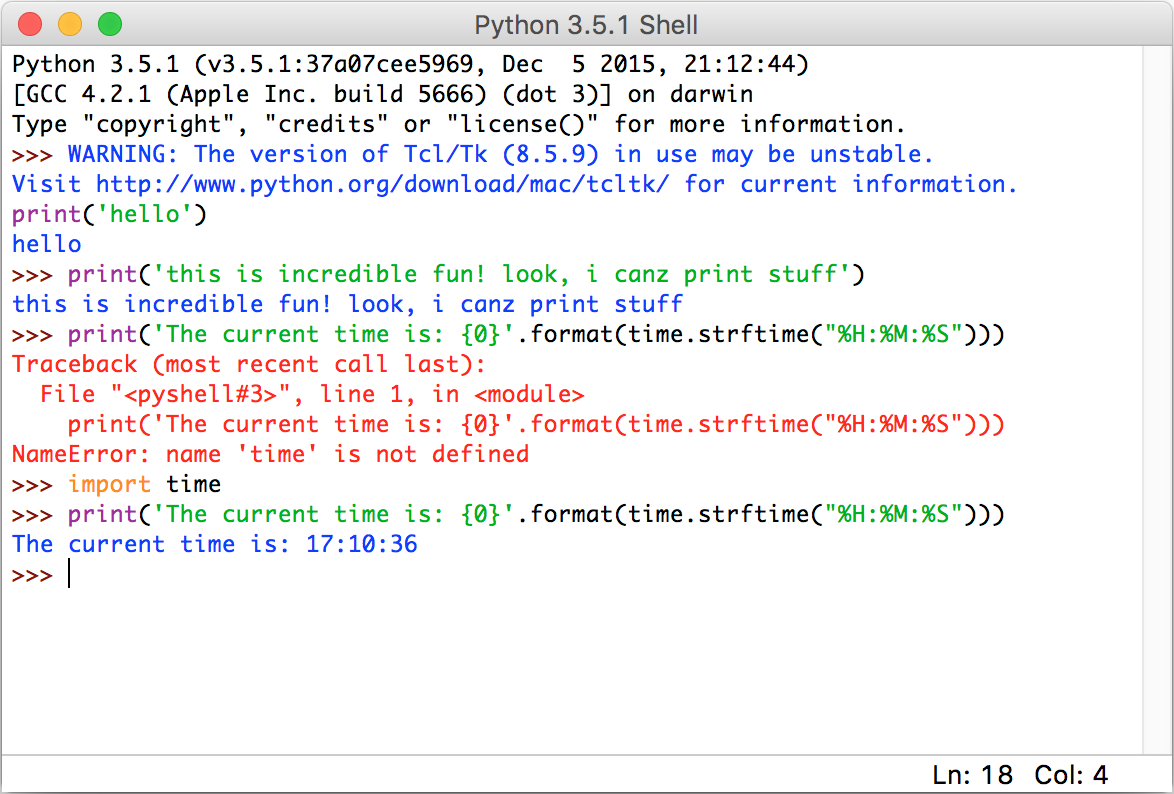 Python 3.5.1 Shell
Python 3.5.1 (v3.5.1:37a07cee5969, Dec  5 2015, 21:12:44)
[GCC 4.2.1 (Apple Inc. build 5666) (dot 3)] on darwin
Type "copyright", "credits" or "license()" for more information.
>>> WARNING: The version of Tcl/Tk (8.5.9) in use may be unstable.
Visit http://www.python.org/download/mac/tcltk/ for current information.
print('hello')
hello
>>> print('this is incredible fun! look, i canz print stuff')
this is incredible fun! look, i canz print stuff
>>> print('The current time is: {0}'.format(time.strftime("%H:%M:%S")))
Traceback (most recent call last):
  File "<pyshell#3>", line 1, in <module>
    print('The current time is: {0}'.format(time.strftime("%H:%M:%S")))
NameError: name 'time' is not defined
>>> import time
>>> print('The current time is: {0}'.format(time.strftime("%H:%M:%S")))
The current time is: 17:10:36
>>>
Ln: 18  Col: 4